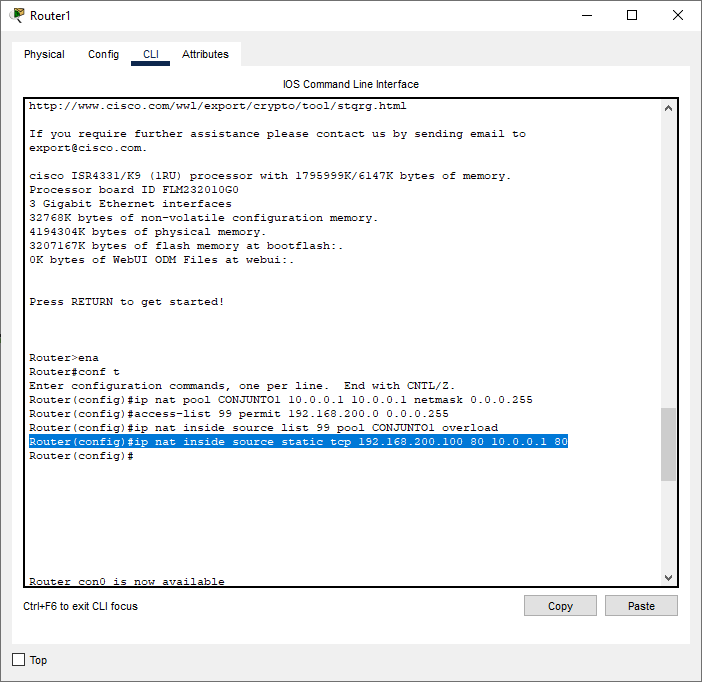 Router1
Physical Config CLI Attributes
IOS Command Line Interface
http://www.cisco.com/wwl/export/crypto/tool/stqrg.html
If you require further assistance please contact us by sending email to
export@cisco.com.
cisco ISR4331/K9 (1RU) processor with 1795999K/6147K bytes of memory.
Processor board ID FLM232010G0
3 Gigabit Ethernet interfaces
32768K bytes of non-volatile configuration memory.
4194304K bytes of physical memory.
3207167K bytes of flash memory at bootflash:.
0K bytes of WebUI ODM Files at webui:.
Press RETURN to get started!
Router>ena
Router#conf t
Enter configuration commands, one per line.  End with CNTL/Z.
Router(config)#ip nat pool CONJUNTO1 10.0.0.1 10.0.0.1 netmask 0.0.0.255
Router(config)#access-list 99 permit 192.168.200.0 0.0.0.255
Router(config)#ip nat inside source list 99 pool CONJUNTO1 overload
Router(config)#ip nat inside source static tcp 192.168.200.100 80 10.0.0.1 80
Router(config)#
Router con0 is now available
Ctrl+F6 to exit CLI focus
Copy
Paste
Top